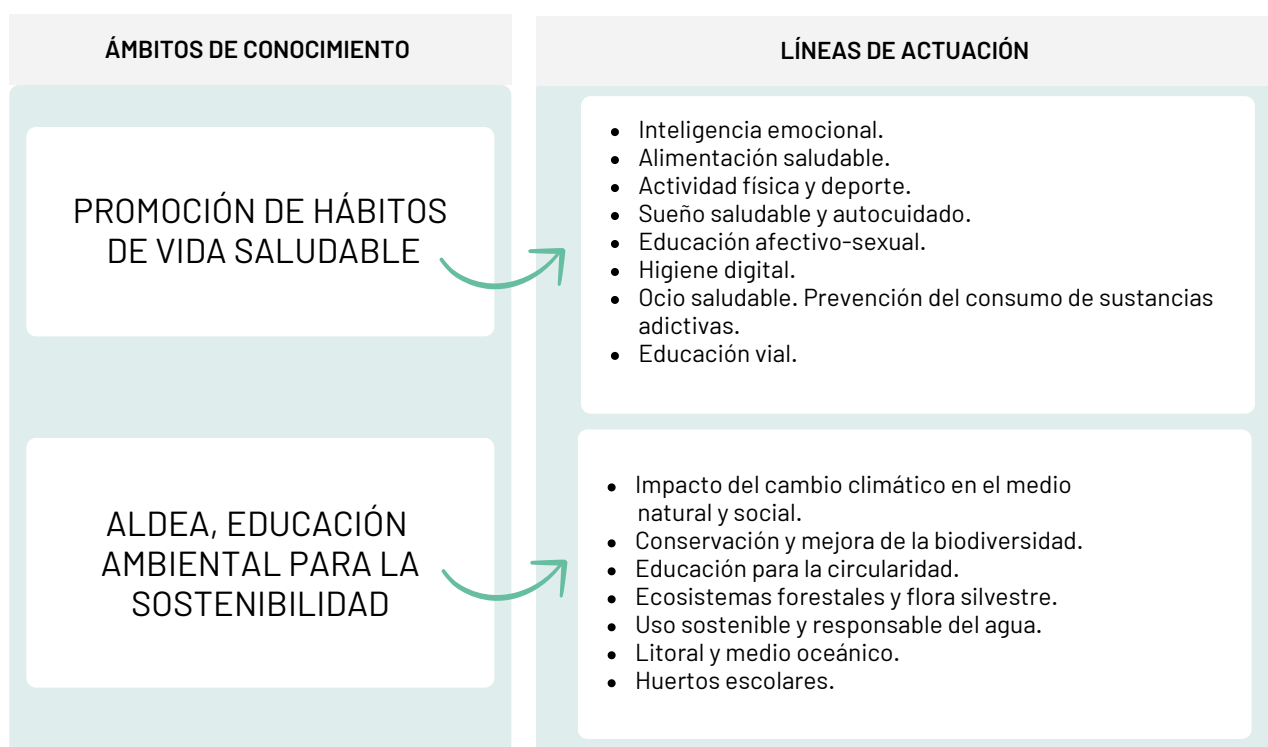 ÁMBITOS DE CONOCIMIENTO
LÍNEAS DE ACTUACIÓN
PROMOCIÓN DE HÁBITOS
DE VIDA SALUDABLE
• Inteligencia emocional.
• Alimentación saludable.
• Actividad física y deporte.
• Sueño saludable y autocuidado.
• Educación afectivo-sexual.
• Higiene digital.
• Ocio saludable. Prevención del consumo de sustancias
adictivas.
• Educación vial.
ALDEA, EDUCACIÓN
AMBIENTAL PARA LA
SOSTENIBILIDAD
• Impacto del cambio climático en el medio
natural y social.
• Conservación y mejora de la biodiversidad.
• Educación para la circularidad.
• Ecosistemas forestales y flora silvestre.
• Uso sostenible y responsable del agua.
• Litoral y medio oceánico.
• Huertos escolares.